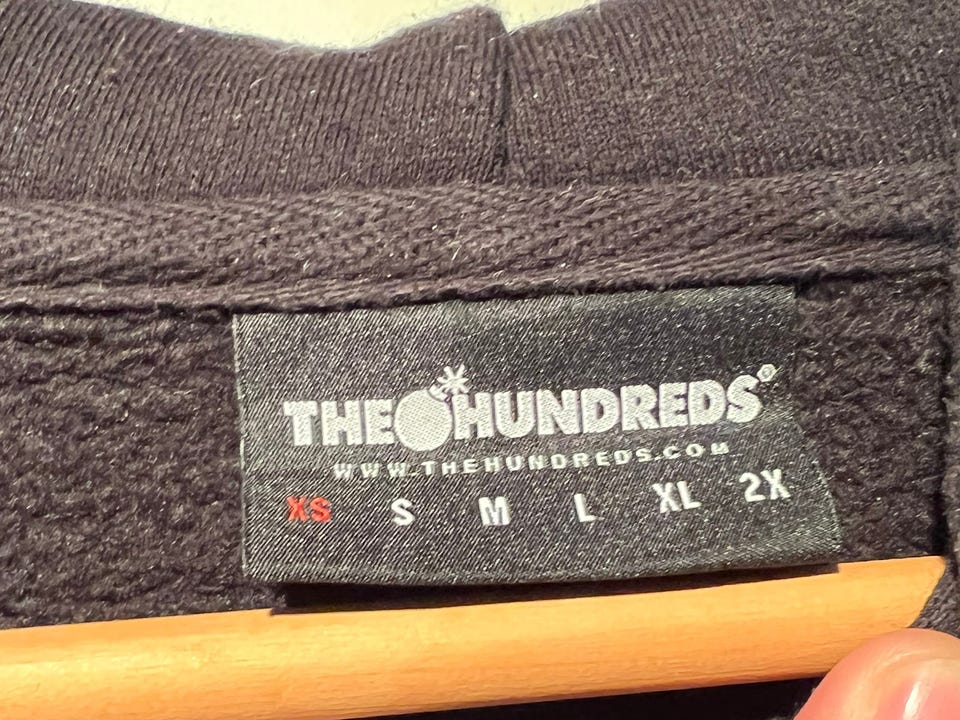 THE HUNDREDS®
WWW.THEHUNDREDS.COM
XS S M L XL 2X